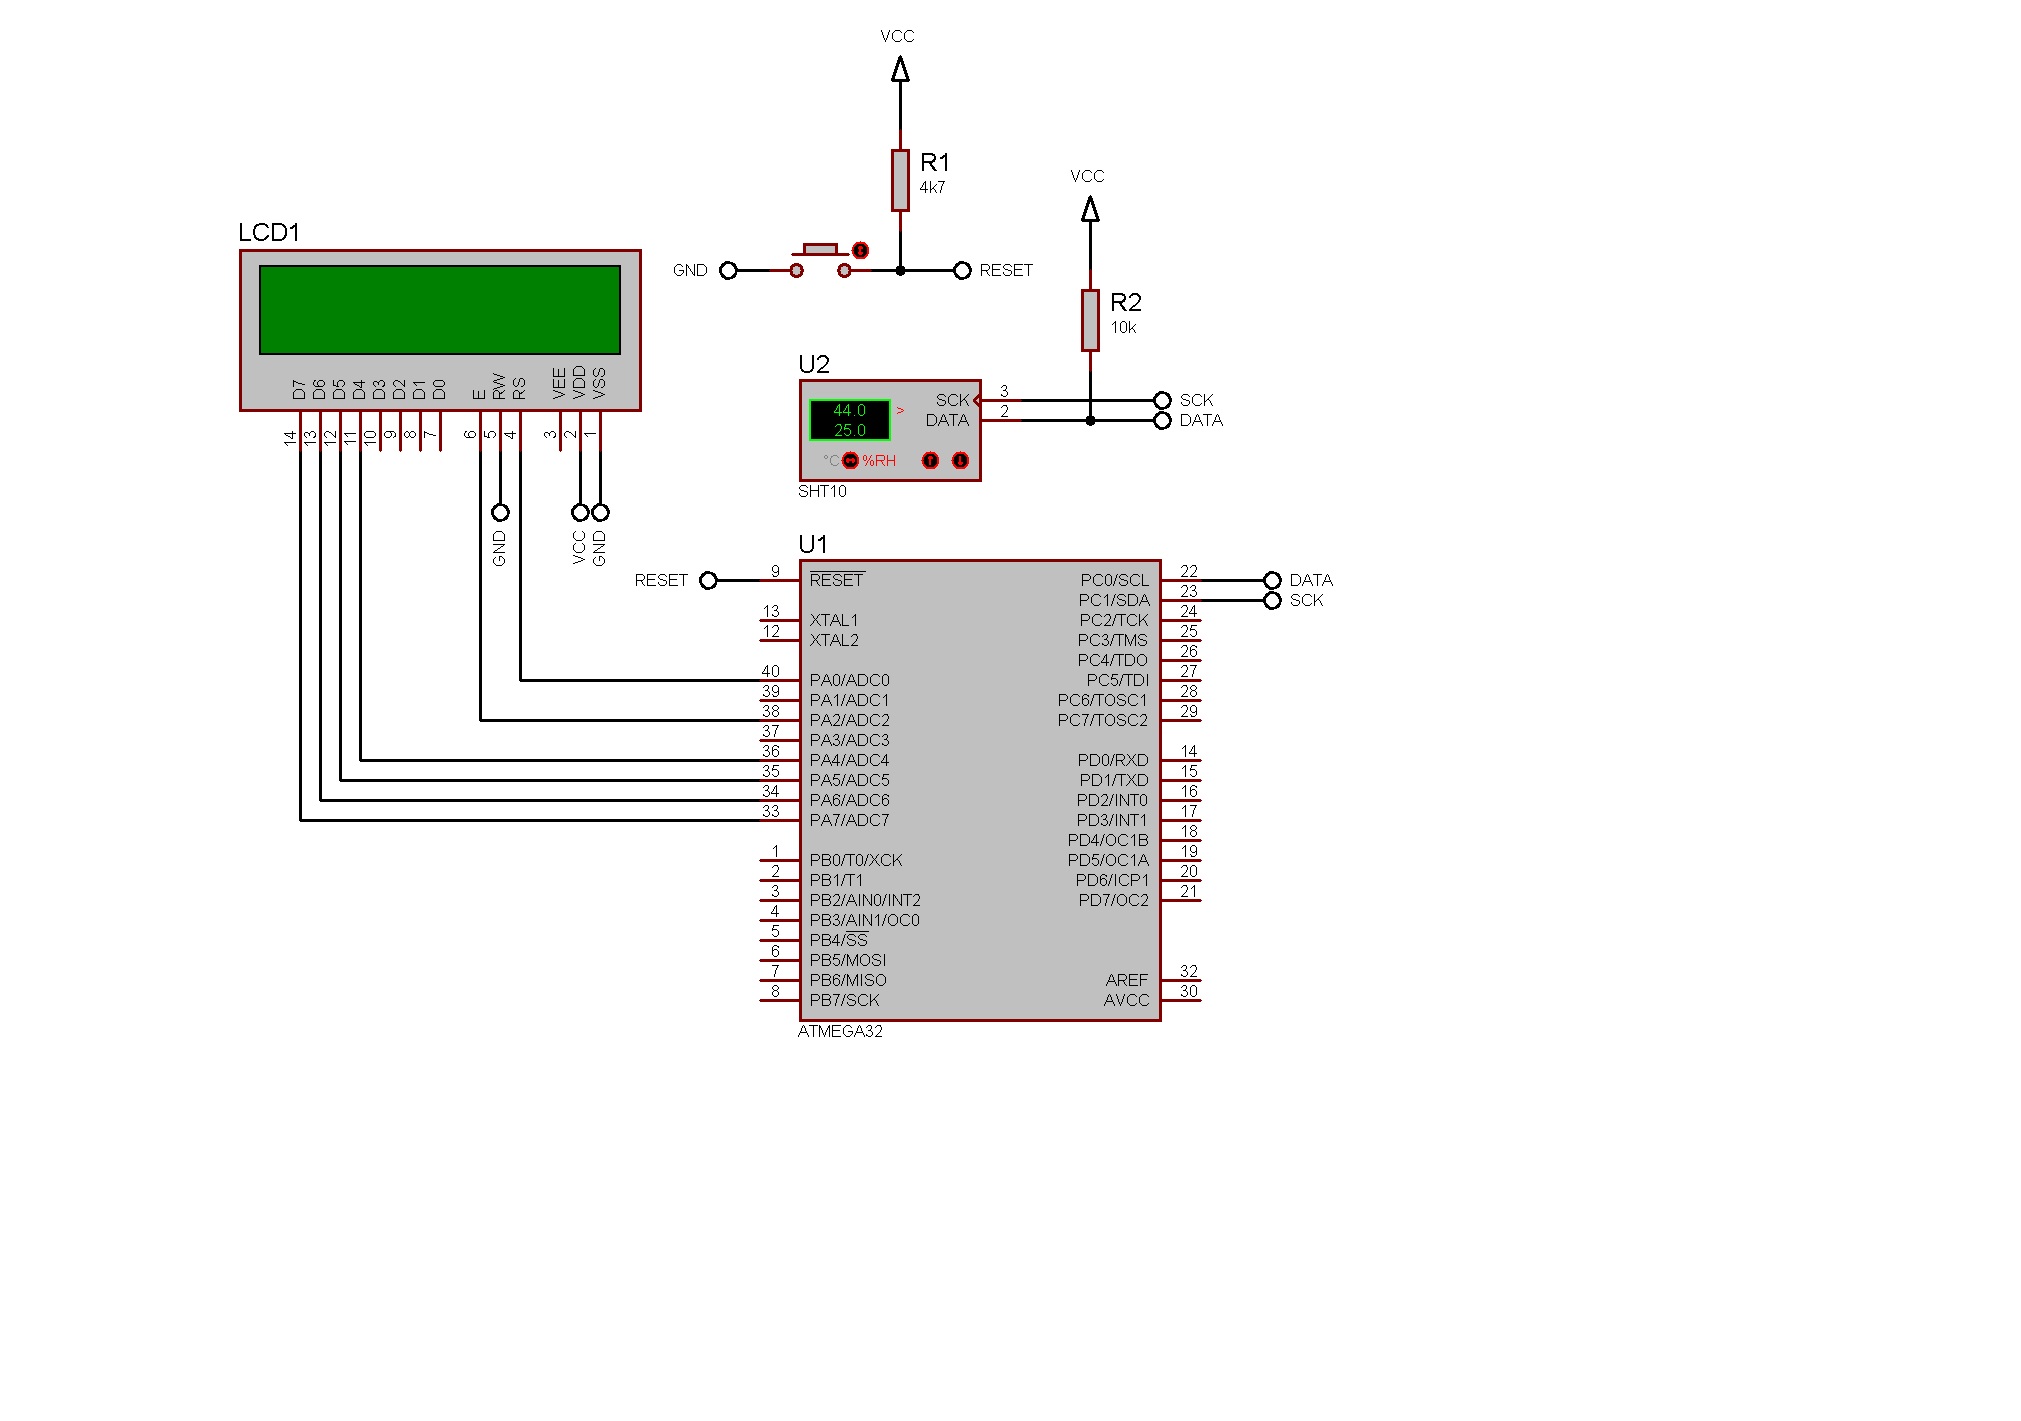 VCC
R1
4k7
VCC
LCD1
GND
RESET
R2
10k
U2
D7 D6 D5 D4 D3 D2 D1 D0 E RW RS VEE VDD VSS
14 13 12 11 10 9 8 7 6 5 4 3 2 1
44.0
25.0
>
SCK 3 SCK
DATA 2 DATA
°C %RH
SHT10
GND VCC GND
U1
RESET 9 RESET PC0/SCL 22 DATA
PC1/SDA 23 SCK
13 XTAL1 PC2/TCK 24
12 XTAL2 PC3/TMS 25
PC4/TDO 26
40 PA0/ADC0 PC5/TDI 27
39 PA1/ADC1 PC6/TOSC1 28
38 PA2/ADC2 PC7/TOSC2 29
37 PA3/ADC3
36 PA4/ADC4 PD0/RXD 14
35 PA5/ADC5 PD1/TXD 15
34 PA6/ADC6 PD2/INT0 16
33 PA7/ADC7 PD3/INT1 17
PD4/OC1B 18
1 PB0/T0/XCK PD5/OC1A 19
2 PB1/T1 PD6/ICP1 20
3 PB2/AIN0/INT2 PD7/OC2 21
4 PB3/AIN1/OC0
5 PB4/SS
6 PB5/MOSI
7 PB6/MISO AREF 32
8 PB7/SCK AVCC 30
ATMEGA32